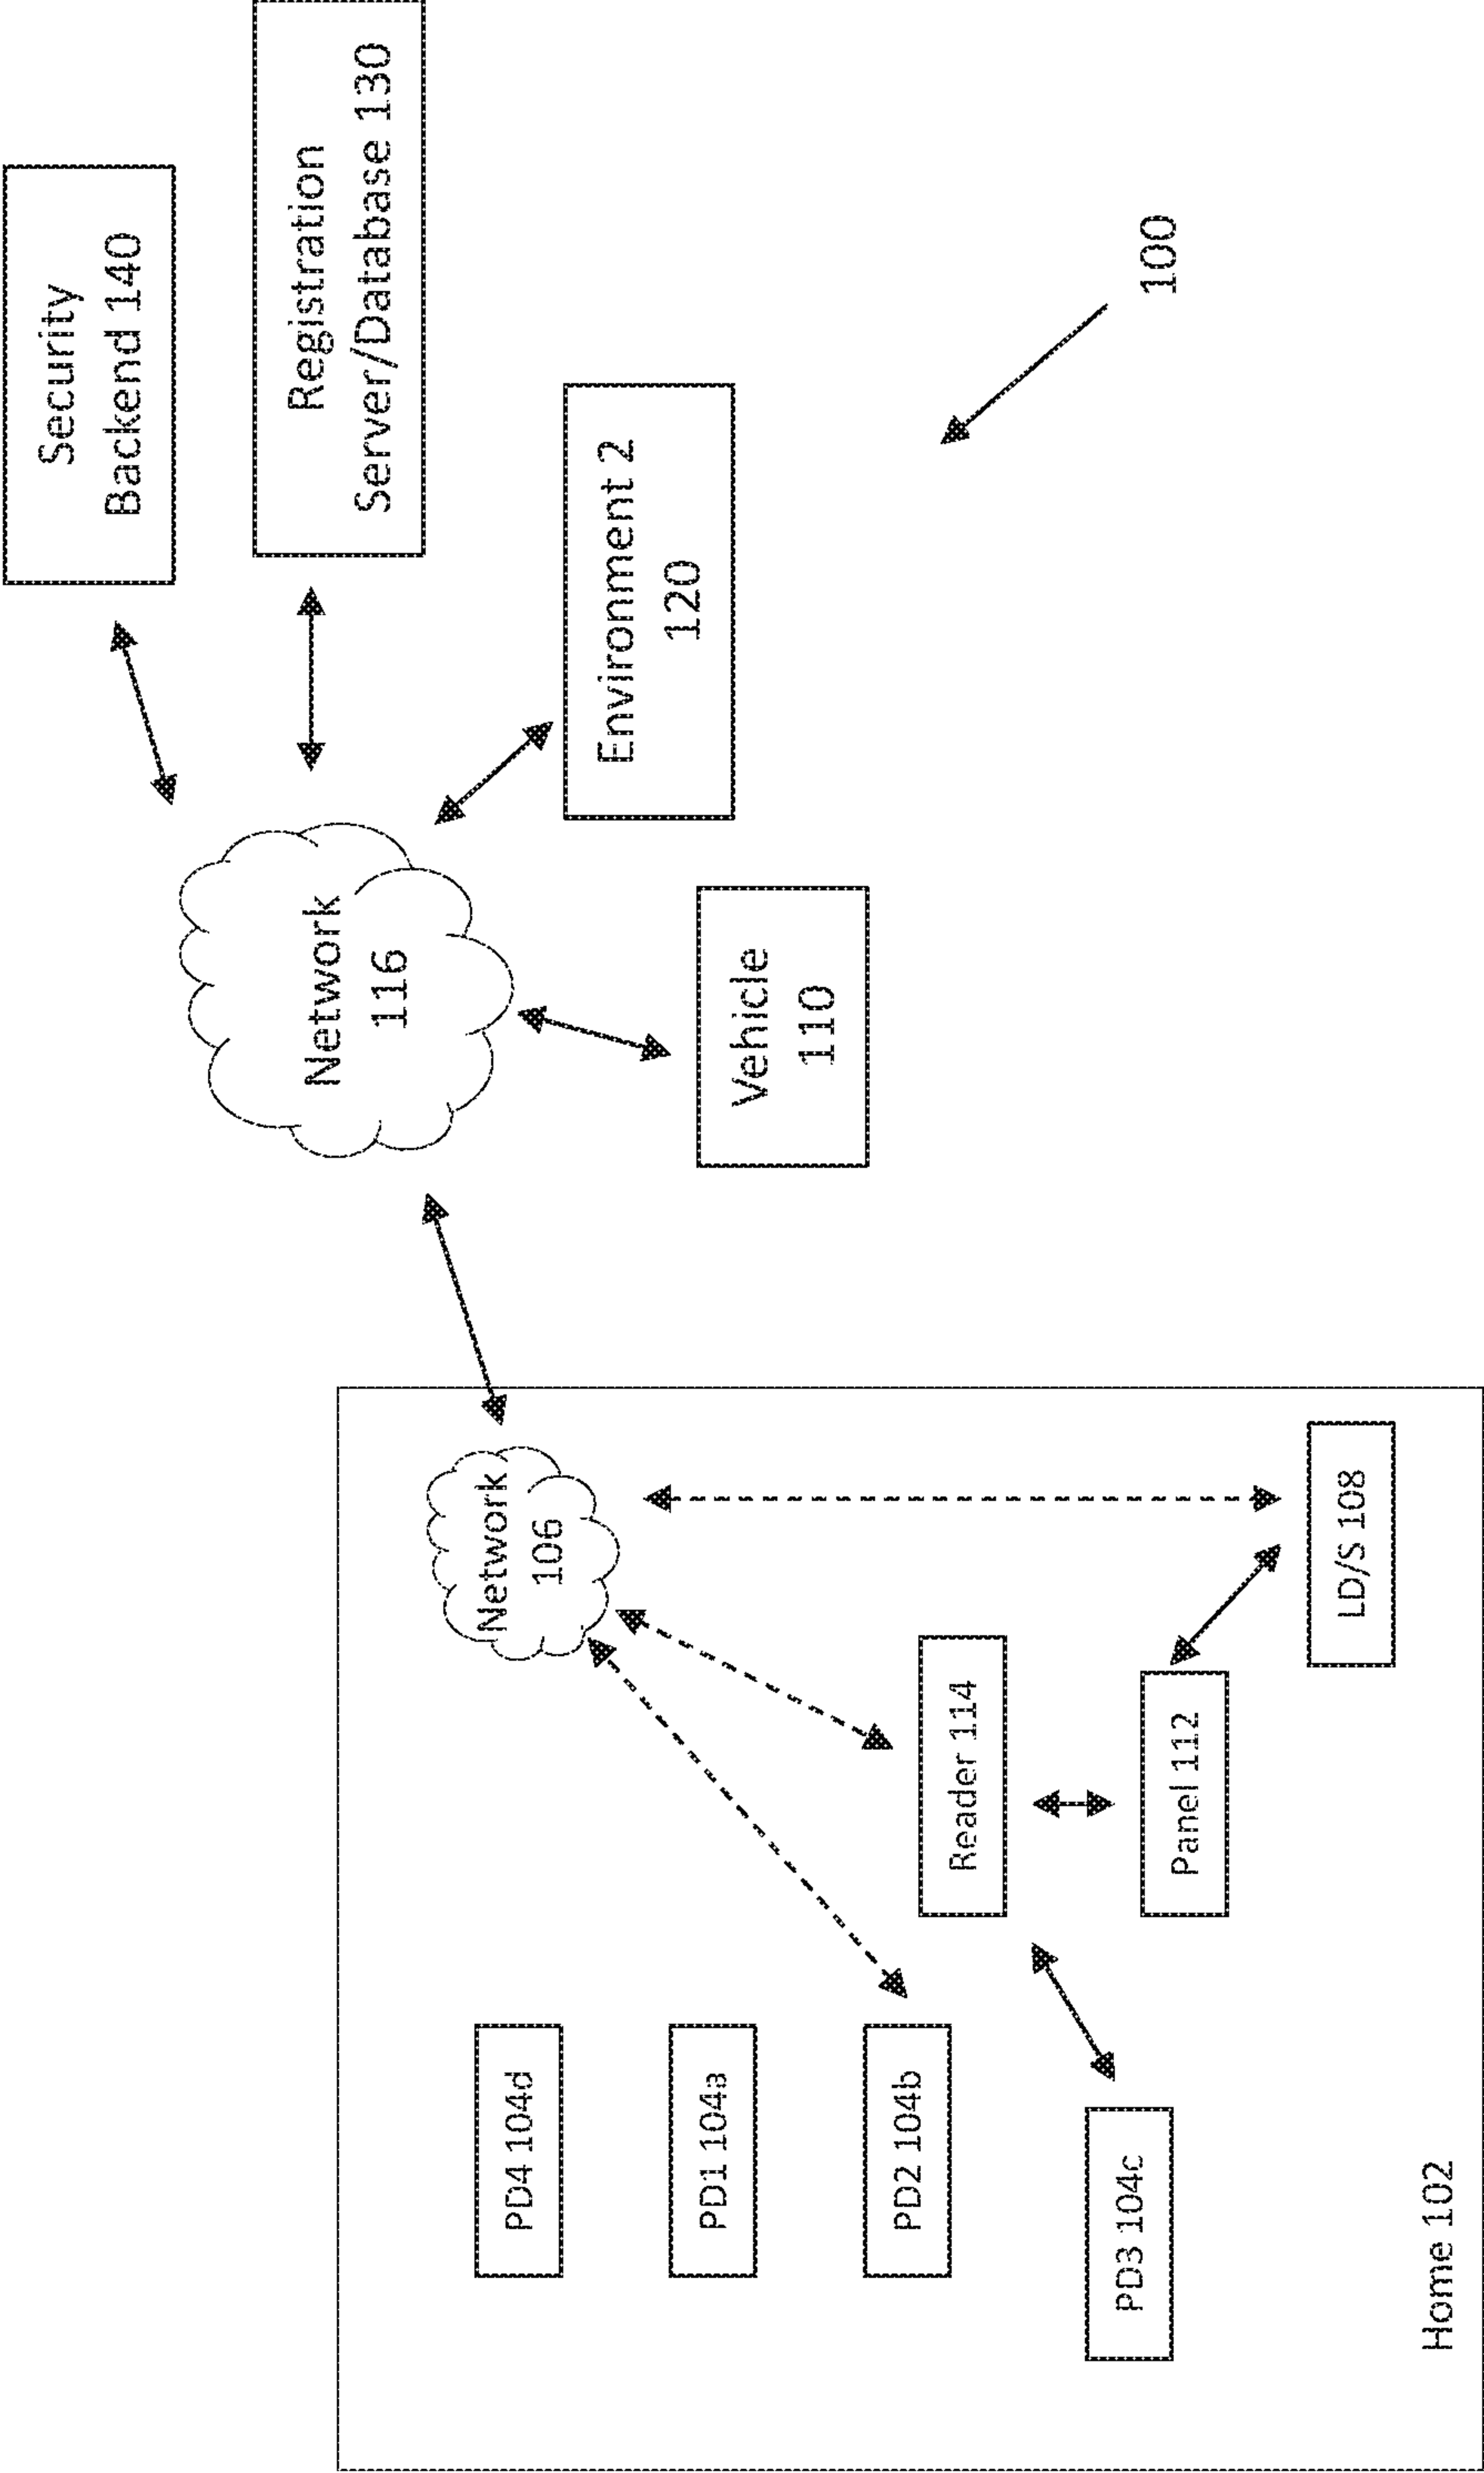 Security
Backend 140
Registration
Server/Database 130
Network
116
Environment 2
120
Vehicle
110
100
Network
106
PD4 104d
PD1 104a
PD2 104b
PD3 104c
Reader 114
Panel 112
LD/S 108
Home 102